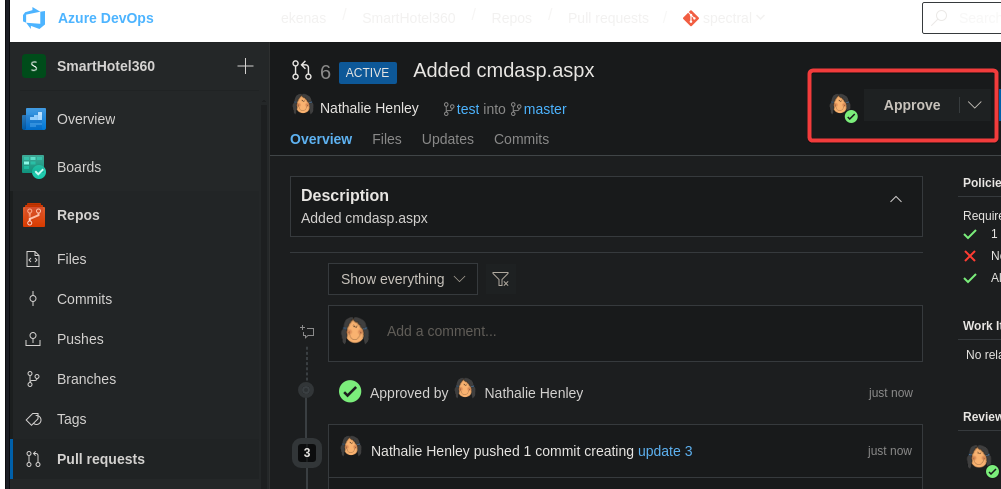 Azure DevOps
ekenas / SmartHotel360 / Repos / Pull requests / spectral
Search
S SmartHotel360
Overview
Boards
Repos
Files
Commits
Pushes
Branches
Tags
Pull requests
6 ACTIVE Added cmdasp.aspx
Nathalie Henley test into master
Approve
Overview Files Updates Commits
Description
Added cmdasp.aspx
Show everything
Add a comment...
Approved by Nathalie Henley just now
3 Nathalie Henley pushed 1 commit creating update 3 just now
Policie
Require
1
Work It
No rela
Review